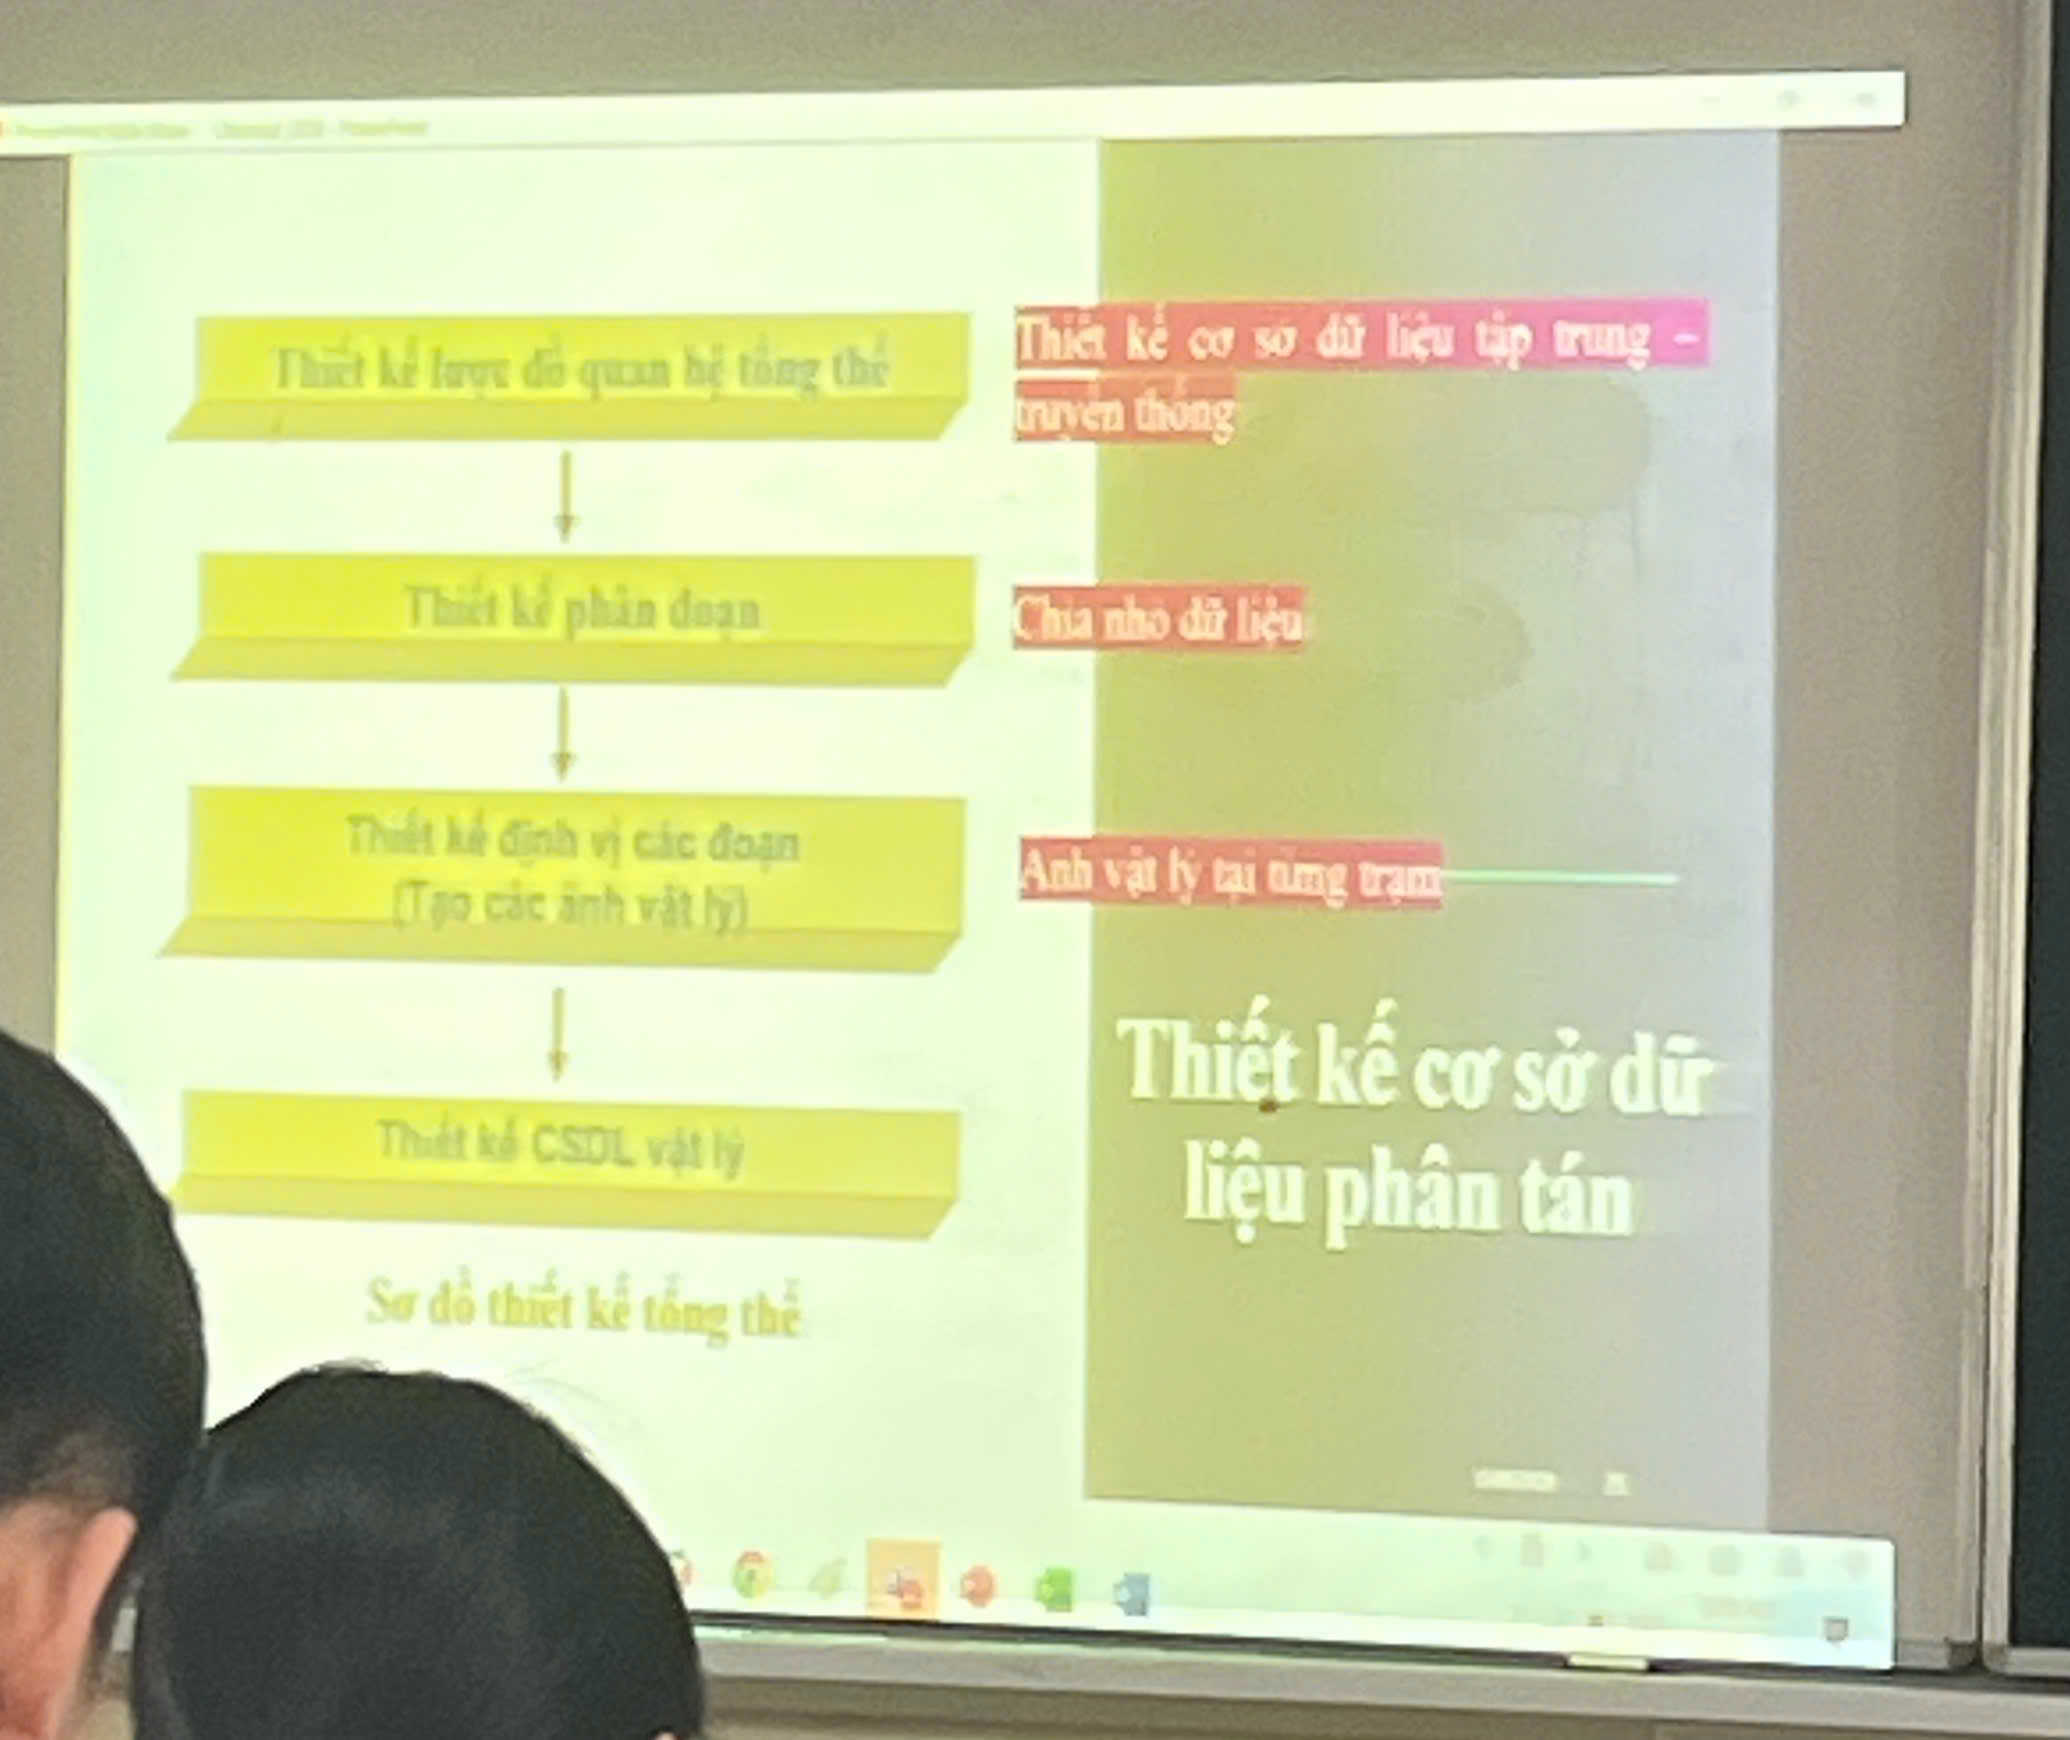 Thiết kế lược đồ quan hệ tổng thể
Thiết kế cơ sở dữ liệu tập trung -
truyền thống
Thiết kế phân đoạn
Chia nhỏ dữ liệu
Thiết kế định vị các đoạn
(Tạo các ảnh vật lý)
Ảnh vật lý tại từng trạm
Thiết kế CSDL vật lý
Sơ đồ thiết kế tổng thể
Thiết kế cơ sở dữ
liệu phân tán